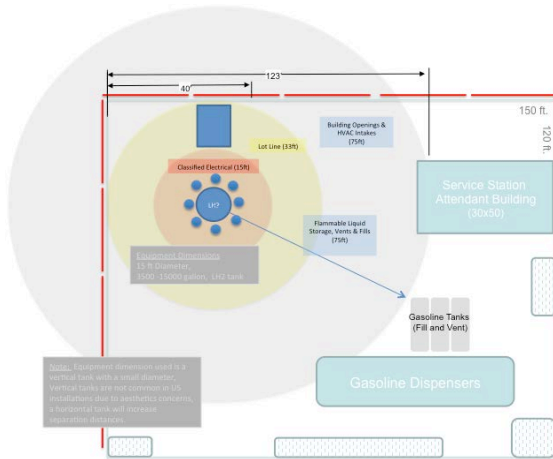 123
40'
150 ft.
120 ft.
Building Openings &
HVAC Intakes
(75ft)
Lot Line (33ft)
Classified Electrical (15ft)
Service Station
Attendant Building
(30x50)
LH2
Flammable Liquid
Storage, Vents & Fills
(75ft)
Equipment Dimensions
15 ft Diameter,
3500 -15000 gallon, LH2 tank
Gasoline Tanks
(Fill and Vent)
Note: Equipment dimension used is a
vertical tank with a small diameter,
Vertical tanks are not common in US
installations due to aesthetics concerns,
a horizontal tank will increase
separation distances.
Gasoline Dispensers